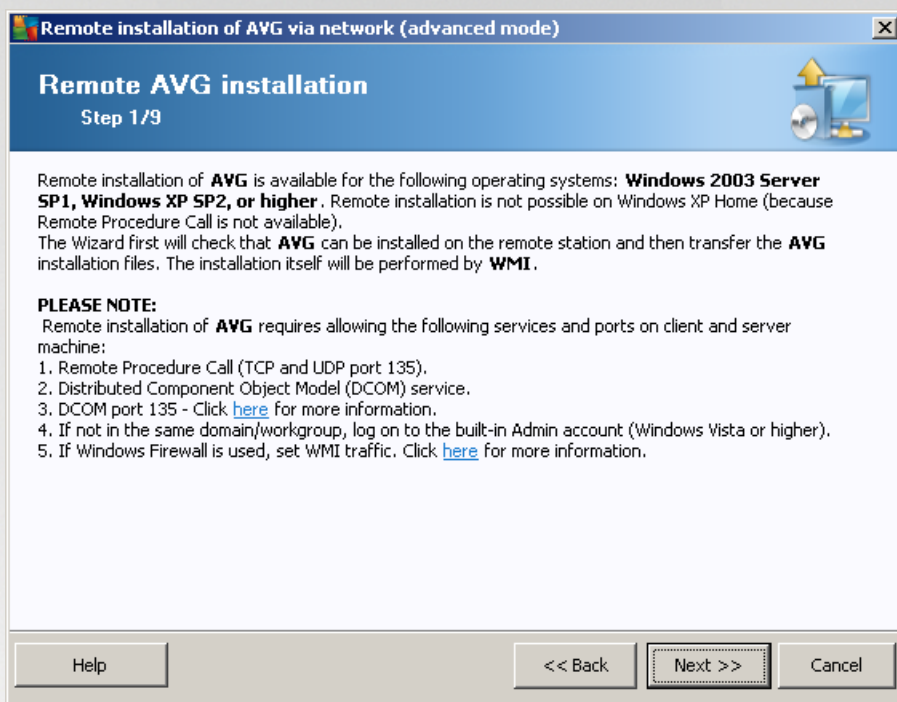 Remote installation of AVG via network (advanced mode)
Remote AVG installation
Step 1/9
Remote installation of AVG is available for the following operating systems: Windows 2003 Server
SP1, Windows XP SP2, or higher. Remote installation is not possible on Windows XP Home (because
Remote Procedure Call is not available).
The Wizard first will check that AVG can be installed on the remote station and then transfer the AVG
installation files. The installation itself will be performed by WMI.
PLEASE NOTE:
Remote installation of AVG requires allowing the following services and ports on client and server
machine:
1. Remote Procedure Call (TCP and UDP port 135).
2. Distributed Component Object Model (DCOM) service.
3. DCOM port 135 - Click here for more information.
4. If not in the same domain/workgroup, log on to the built-in Admin account (Windows Vista or higher).
5. If Windows Firewall is used, set WMI traffic. Click here for more information.
Help
<< Back
Next >>
Cancel